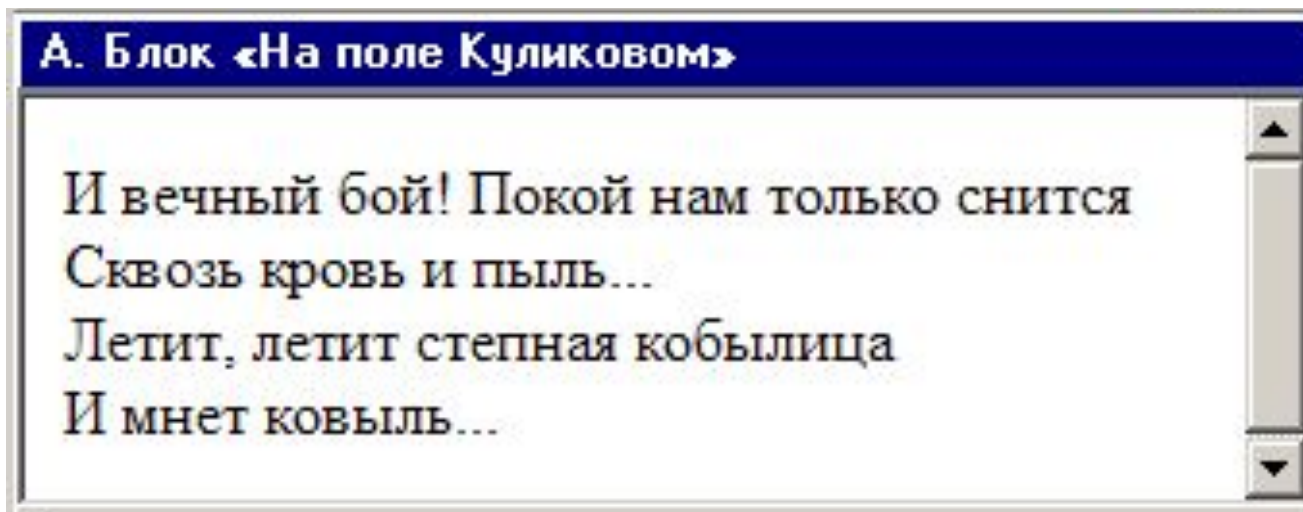 А. Блок «На поле Куликовом»
И вечный бой! Покой нам только снится
Сквозь кровь и пыль...
Летит, летит степная кобылица
И мнет ковыль...